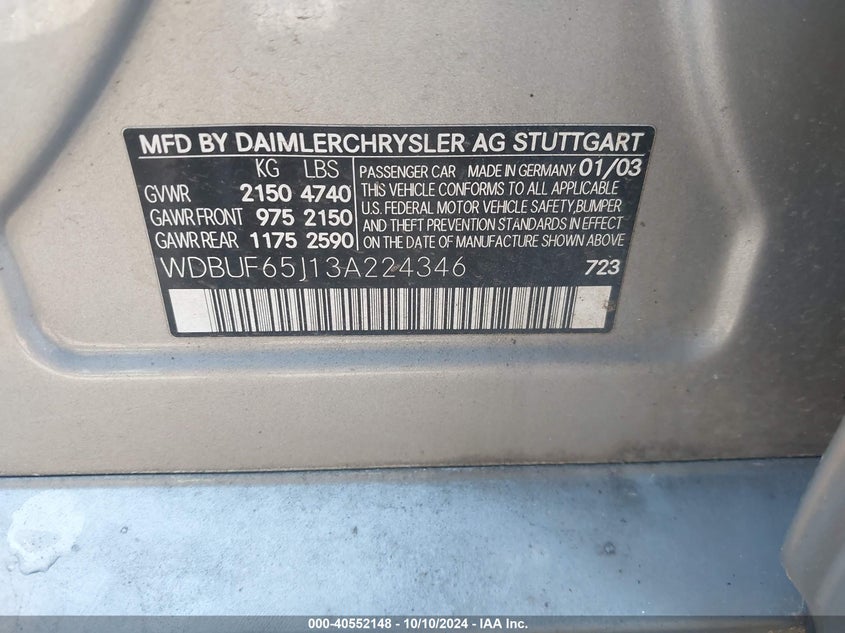 MFD BY DAIMLERCHRYSLER AG STUTTGART
KG LBS
GVWR 2150 4740
GAWR FRONT 975 2150
GAWR REAR 1175 2590
PASSENGER CAR MADE IN GERMANY 01/03
THIS VEHICLE CONFORMS TO ALL APPLICABLE
U.S. FEDERAL MOTOR VEHICLE SAFETY,BUMPER
AND THEFT PREVENTION STANDARDS IN EFFECT
ON THE DATE OF MANUFACTURE SHOWN ABOVE
WDBUF65J13A224346 723
000-40552148 - 10/10/2024 - IAA Inc.